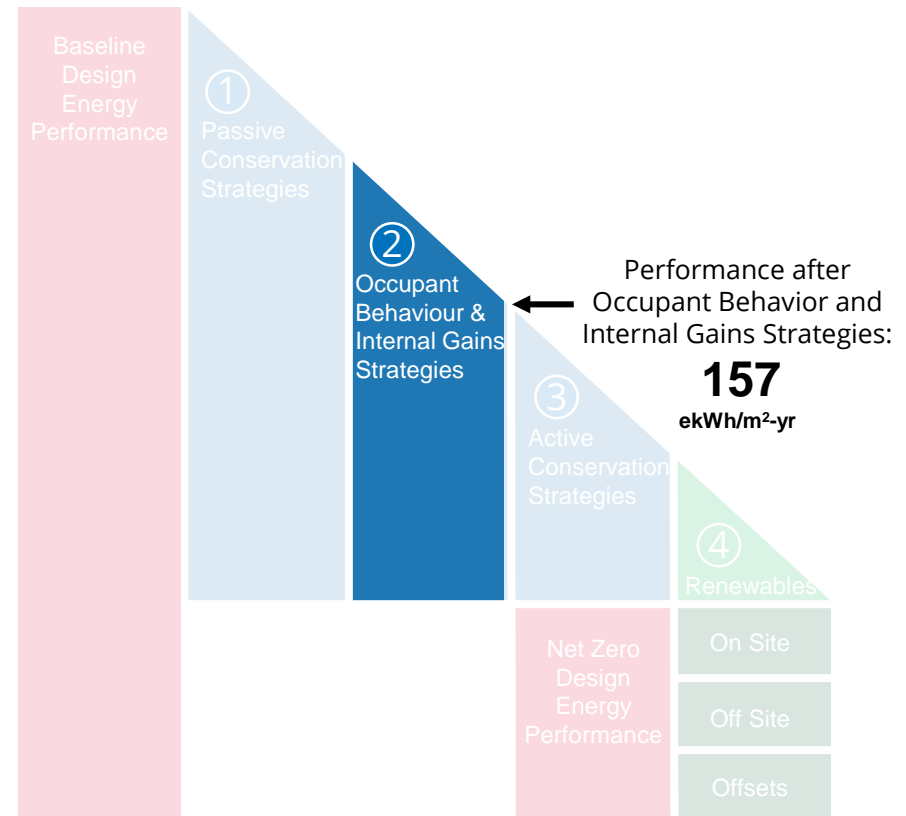 Baseline
Design
Energy
Performance
①
Passive
Conservation
Strategies
②
Occupant
Behaviour &
Internal Gains
Strategies
Performance after
Occupant Behavior and
Internal Gains Strategies:
157
ekWh/m²-yr
③
Active
Conservation
Strategies
④
Renewables
On Site
Off Site
Offsets
Net Zero
Design
Energy
Performance